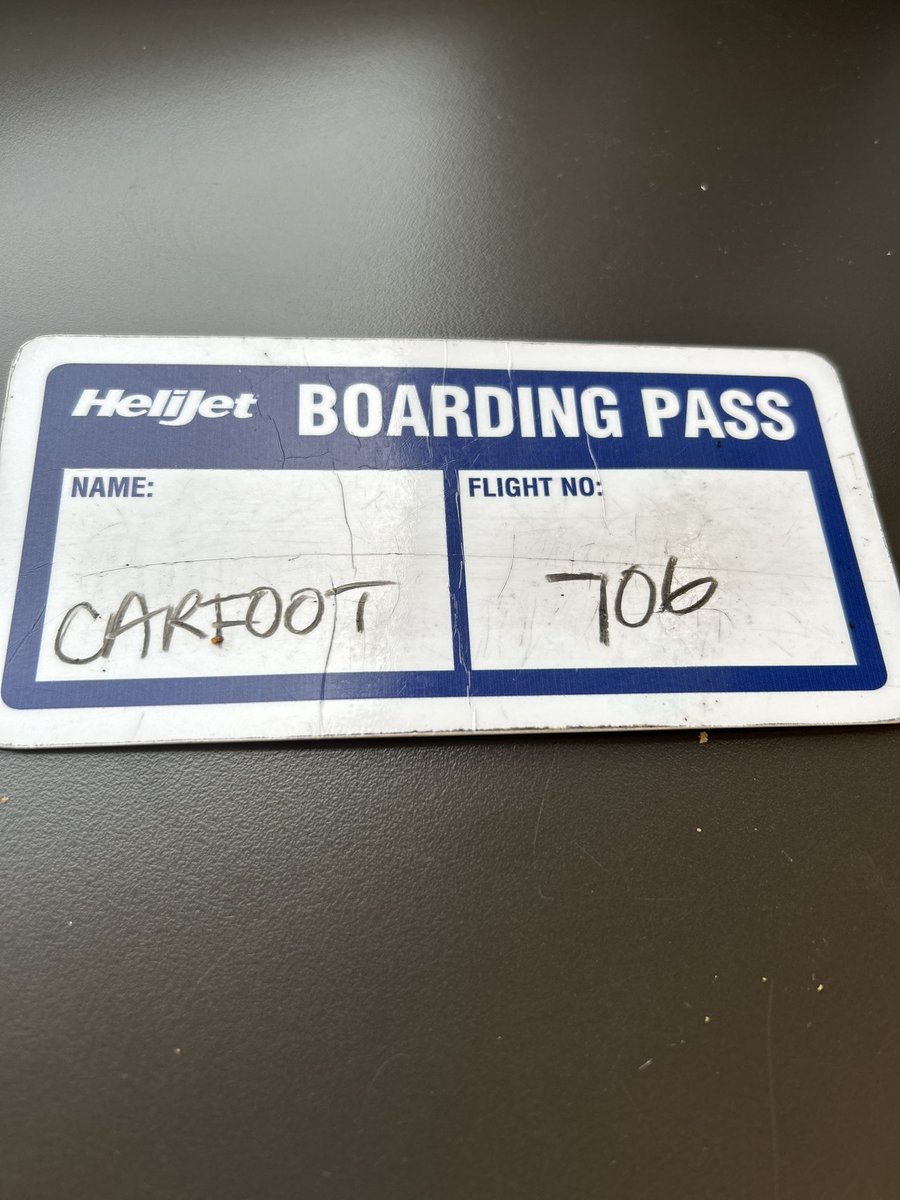 HeliJet BOARDING PASS
NAME: FLIGHT NO:
CARFOOT 706